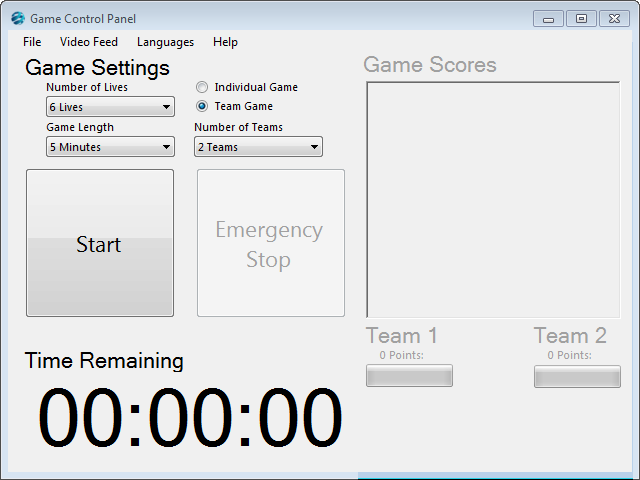 Game Control Panel
File Video Feed Languages Help
Game Settings
Number of Lives
6 Lives
Individual Game
Team Game
Game Length
5 Minutes
Number of Teams
2 Teams
Start
Emergency
Stop
Time Remaining
00:00:00
Game Scores
Team 1
0 Points:
Team 2
0 Points: